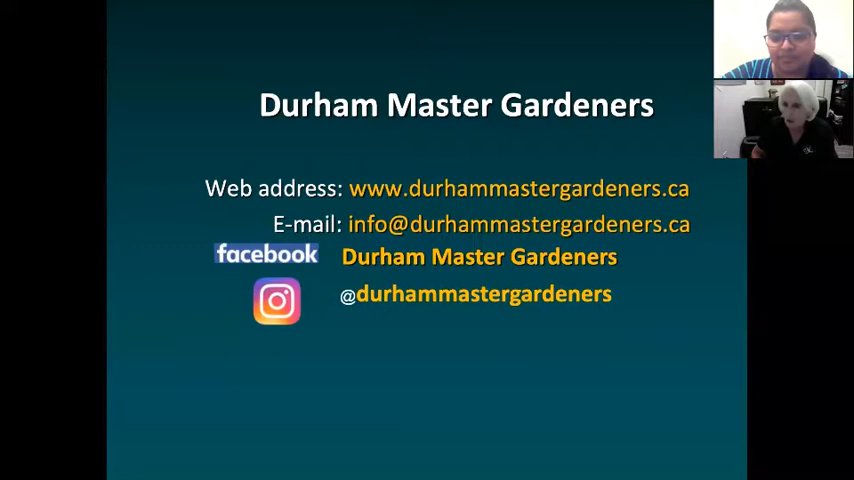 Durham Master Gardeners
Web address: www.durhammastergardeners.ca
E-mail: info@durhammastergardeners.ca
facebook Durham Master Gardeners
@durhammastergardeners